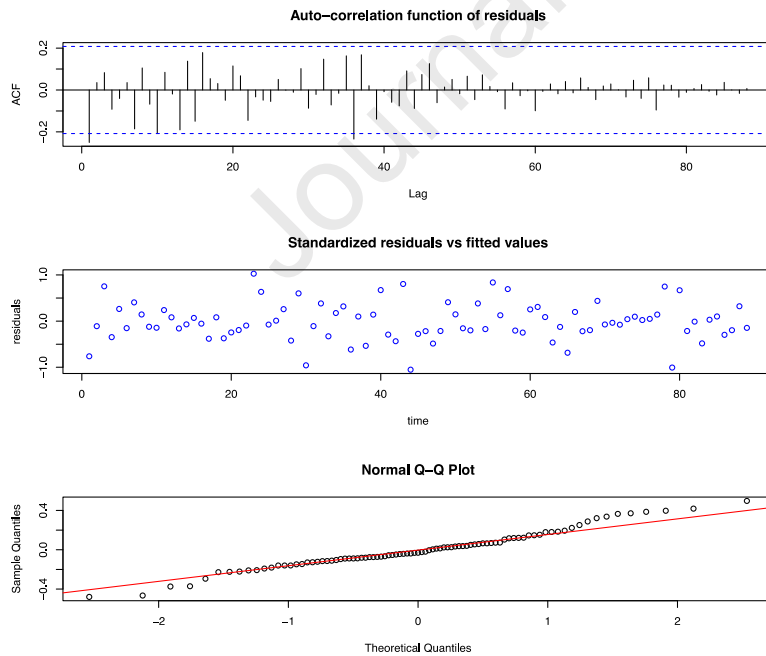 Auto−correlation function of residuals
ACF
0.2
0.0
−0.2
0 20 40 60 80
Lag
Journal
Standardized residuals vs fitted values
residuals
1.0
0.0
−1.0
0 20 40 60 80
time
Normal Q−Q Plot
Sample Quantiles
0.4
0.0
−0.4
−2 −1 0 1 2
Theoretical Quantiles